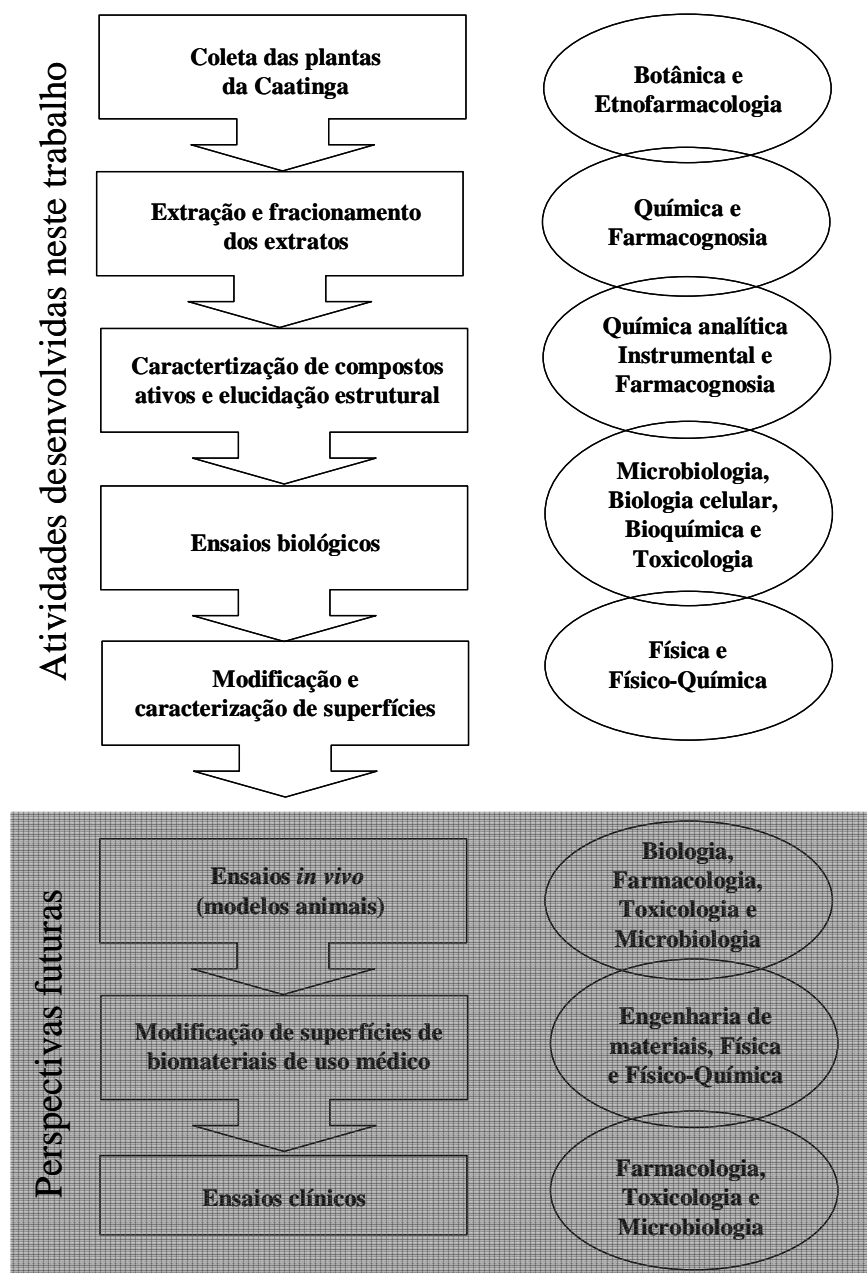 Atividades desenvolvidas neste trabalho
Coleta das plantas
da Caatinga
Botânica e
Etnofarmacologia
Extração e fracionamento
dos extratos
Química e
Farmacognosia
Caractertização de compostos
ativos e elucidação estrutural
Química analítica
Instrumental e
Farmacognosia
Ensaios biológicos
Microbiologia,
Biologia celular,
Bioquímica e
Toxicologia
Modificação e
caracterização de superfícies
Física e
Físico-Química
Perspectivas futuras
Ensaios in vivo
(modelos animais)
Biologia,
Farmacologia,
Toxicologia e
Microbiologia
Modificação de superfícies de
biomateriais de uso médico
Engenharia de
materiais, Física
e Físico-Química
Ensaios clínicos
Farmacologia,
Toxicologia e
Microbiologia